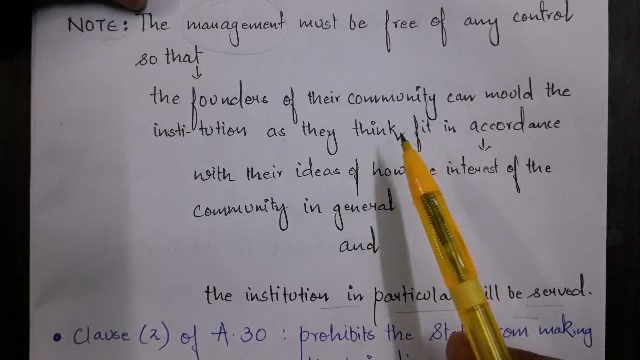 NOTE: The management must be free of any control
so that
the founders of their community can mould the
insti-tution as they think fit in accordance
with their ideas of how interest of the
community in general
and
the institution in particular will be served.
• Clause (2) of A.30 : prohibits the from making